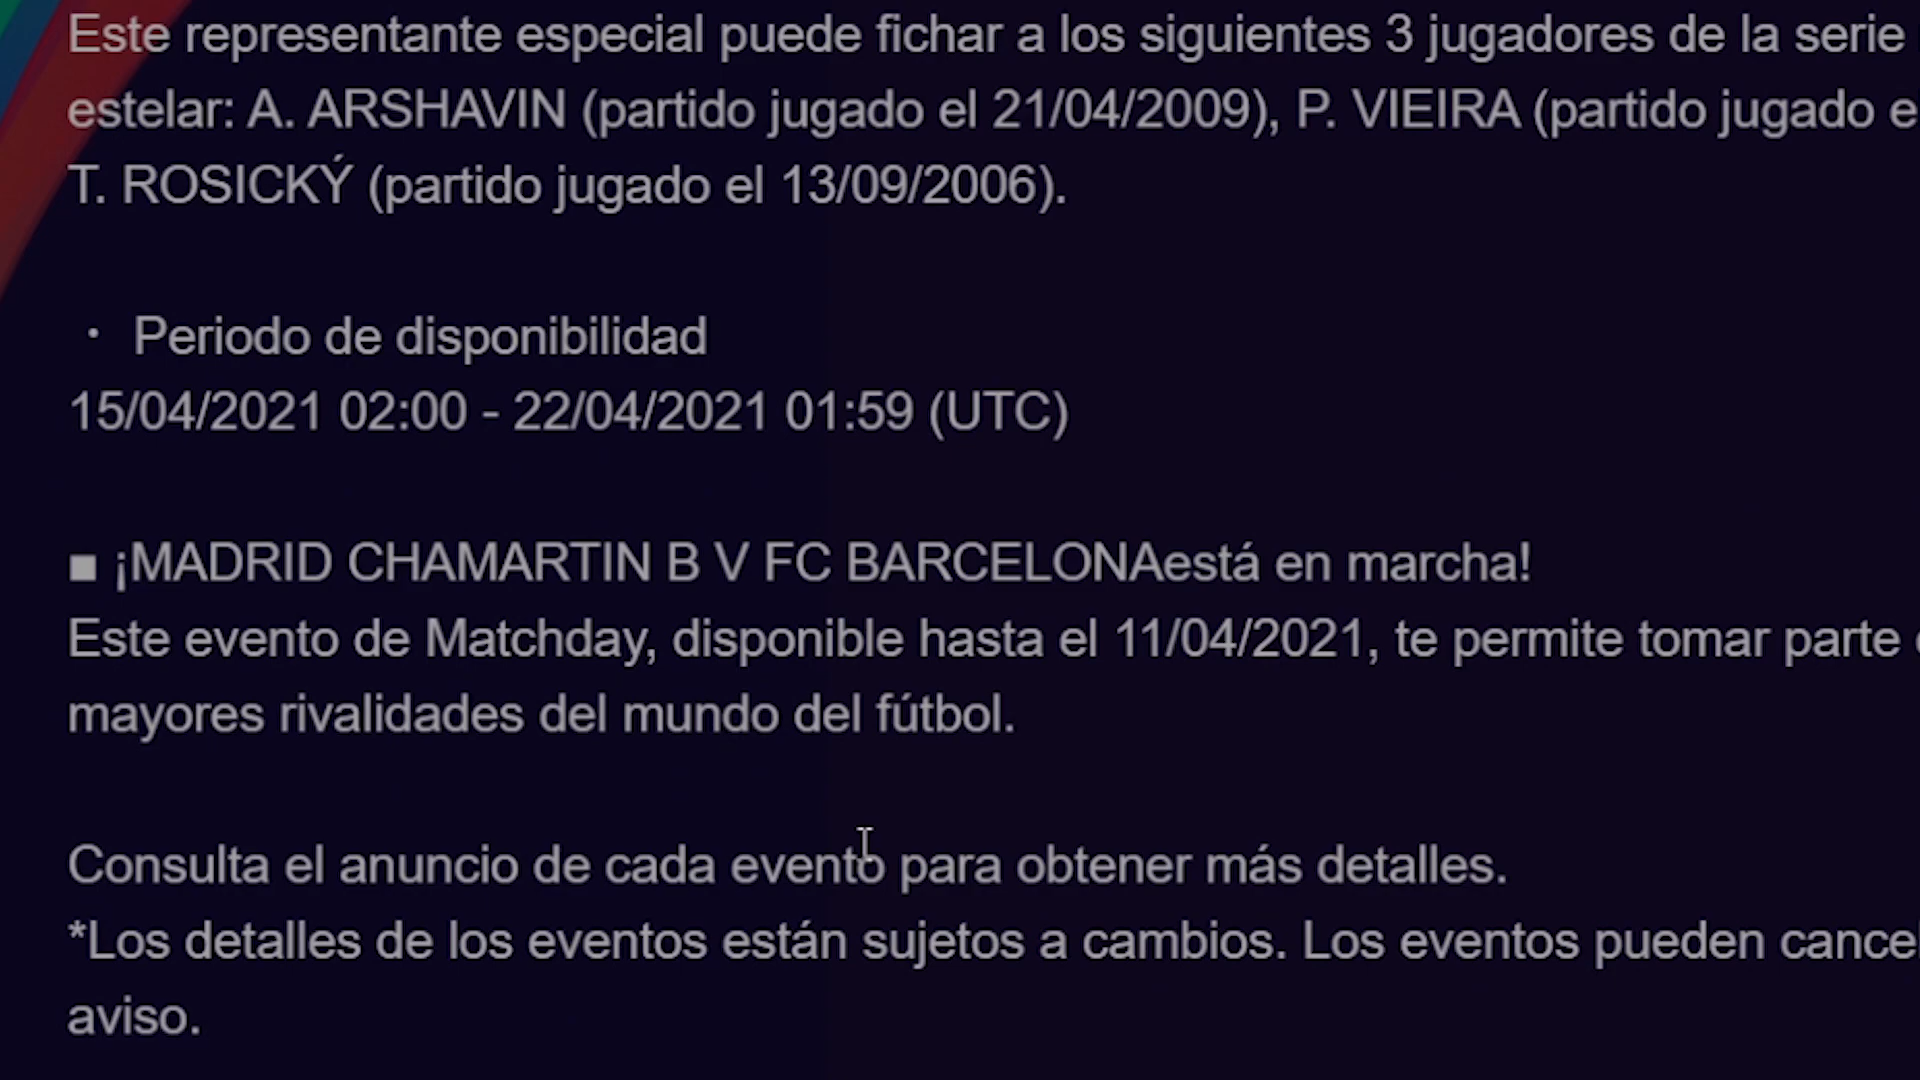 Este representante especial puede fichar a los siguientes 3 jugadores de la serie
estelar: A. ARSHAVIN (partido jugado el 21/04/2009), P. VIEIRA (partido jugado e
T. ROSICKÝ (partido jugado el 13/09/2006).
・ Periodo de disponibilidad
15/04/2021 02:00 - 22/04/2021 01:59 (UTC)
■ ¡MADRID CHAMARTIN B V FC BARCELONAestá en marcha!
Este evento de Matchday, disponible hasta el 11/04/2021, te permite tomar parte
mayores rivalidades del mundo del fútbol.
Consulta el anuncio de cada evento para obtener más detalles.
*Los detalles de los eventos están sujetos a cambios. Los eventos pueden cancel
aviso.